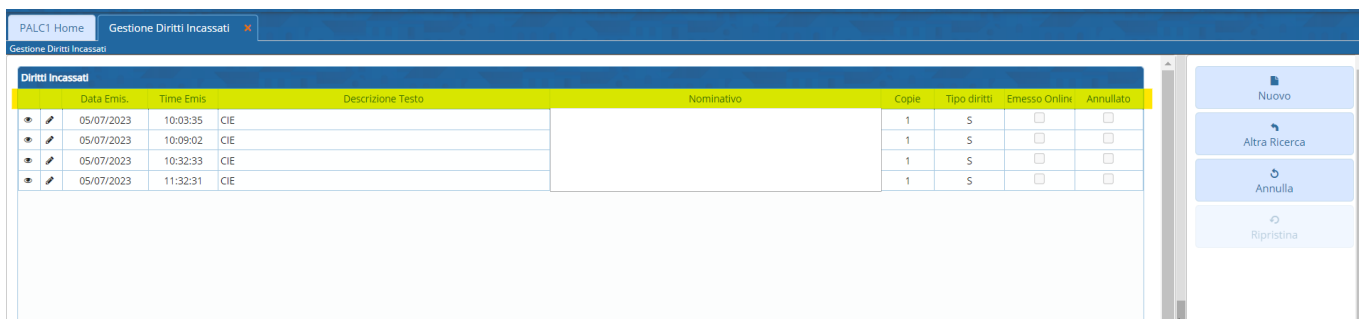 PALC1 Home Gestione Diritti Incassati ×
Gestione Diritti Incassati
Diritti Incassati
Data Emis. Time Emis Descrizione Testo Nominativo Copie Tipo diritti Emesso Online Annullato
05/07/2023 10:03:35 CIE 1 S
05/07/2023 10:09:02 CIE 1 S
05/07/2023 10:32:33 CIE 1 S
05/07/2023 11:32:31 CIE 1 S
Nuovo
Altra Ricerca
Annulla
Ripristina